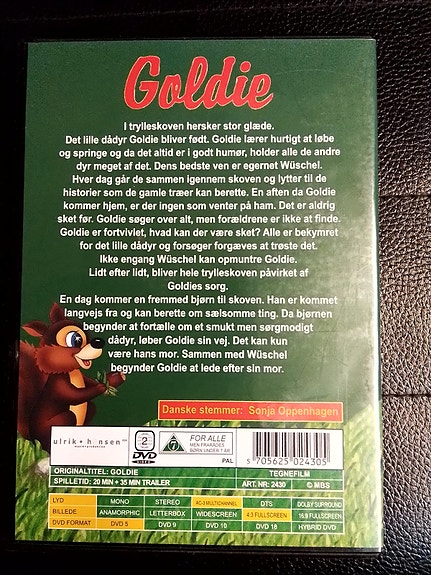 Goldie
I trylleskoven hersker stor glæde.
Det lille dådyr Goldie bliver født. Goldie lærer hurtigt at løbe
og springe og da det altid er i godt humør, holder alle de andre
dyr meget af det. Dens bedste ven er egernet Wüschel.
Hver dag går de sammen igennem skoven og lytter til de
historier som de gamle træer kan berette. En aften da Goldie
kommer hjem, er der ingen som venter på ham. Det er aldrig
sket før. Goldie søger over alt, men forældrene er ikke at finde.
Goldie er fortvivlet, hvad kan der være sket? Alle er bekymret
for det lille dådyr og forsøger forgæves at trøste det.
Ikke engang Wüschel kan opmuntre Goldie.
Lidt efter lidt, bliver hele trylleskoven påvirket af
Goldies sorg.
En dag kommer en fremmed bjørn til skoven. Han er kommet
langvejs fra og kan berette om sælsomme ting. Da bjørnen
begynder at fortælle om et smukt men sørgmodigt
dådyr, løber Goldie sin vej. Det kan kun
være hans mor. Sammen med Wüschel
begynder Goldie at lede efter sin mor.
Danske stemmer: Sonja Oppenhagen
ulrik h nsen
2
DVD
VIDEO
7
FOR ALLE
MEN FRARÅDES
BØRN UNDER 7 ÅR
PAL
5 705625 024305
ORIGINALTITEL: GOLDIE
TEGNEFILM
SPILLETID: 20 MIN + 35 MIN TRAILER
ART. NR: 2430
© MBS
LYD MONO STEREO AC-3 MULTICHANNEL DTS DOLBY SURROUND
BILLEDE ANAMORPHIC LETTERBOX WIDESCREEN 4:3 FULLSCREEN 16:9 FULLSCREEN
DVD FORMAT DVD 5 DVD 9 DVD 10 DVD 18 HYBRID DVD